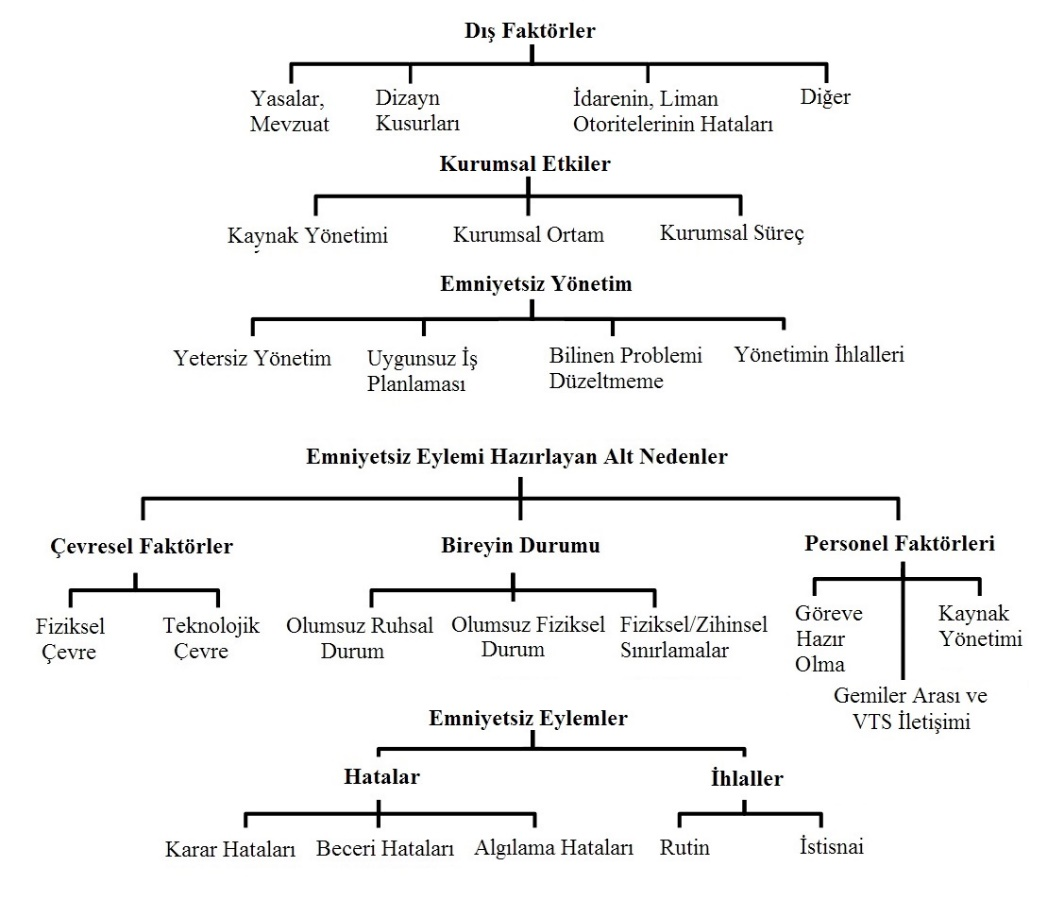 Dış Faktörler
Yasalar,
Mevzuat
Dizayn
Kusurları
İdarenin, Liman
Otoritelerinin Hataları
Diğer
Kurumsal Etkiler
Kaynak Yönetimi
Kurumsal Ortam
Kurumsal Süreç
Emniyetsiz Yönetim
Yetersiz Yönetim
Uygunsuz İş
Planlaması
Bilinen Problemi
Düzeltmeme
Yönetimin İhlalleri
Emniyetsiz Eylemi Hazırlayan Alt Nedenler
Çevresel Faktörler
Bireyin Durumu
Personel Faktörleri
Fiziksel
Çevre
Teknolojik
Çevre
Olumsuz Ruhsal
Durum
Olumsuz Fiziksel
Durum
Fiziksel/Zihinsel
Sınırlamalar
Göreve
Hazır
Olma
Kaynak
Yönetimi
Gemiler Arası ve
VTS İletişimi
Emniyetsiz Eylemler
Hatalar
İhlaller
Karar Hataları
Beceri Hataları
Algılama Hataları
Rutin
İstisnai